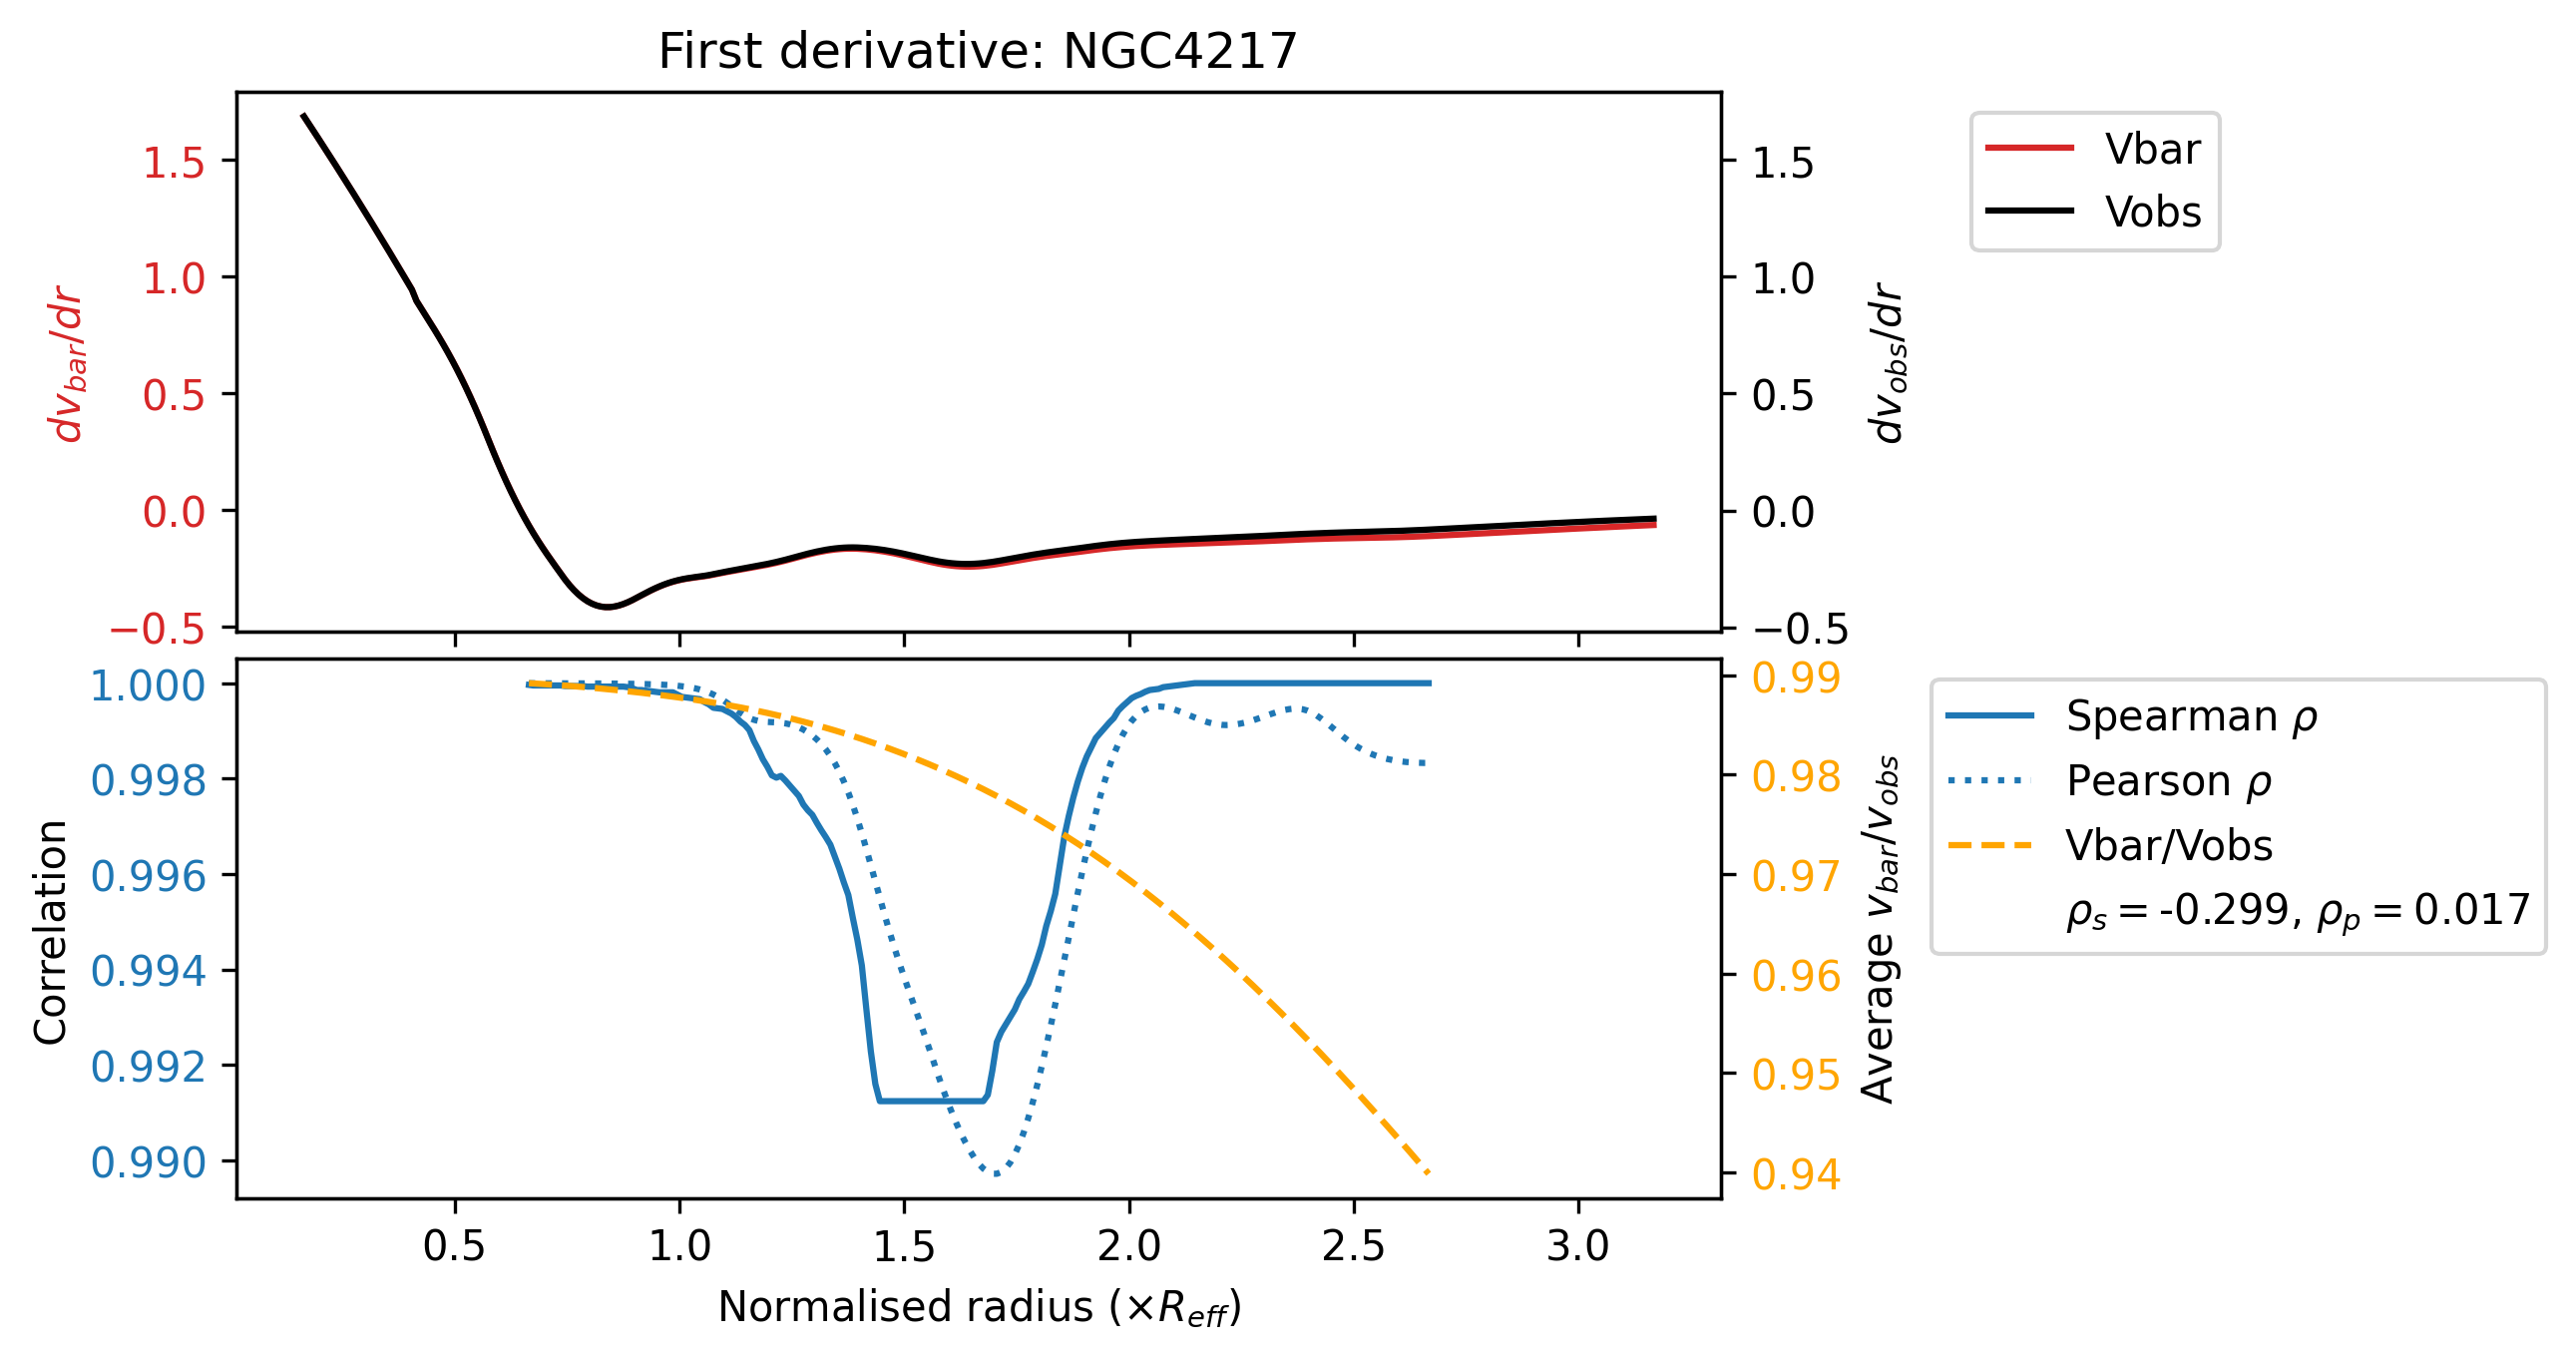 First derivative: NGC4217
dv_bar/dr
1.5
1.0
0.5
0.0
−0.5
1.5
1.0
0.5
0.0
−0.5
dv_obs/dr
Vbar
Vobs
Correlation
1.000
0.998
0.996
0.994
0.992
0.990
0.99
0.98
0.97
0.96
0.95
0.94
Average v_bar/v_obs
Spearman ρ
Pearson ρ
Vbar/Vobs
ρ_s = -0.299, ρ_p = 0.017
0.5 1.0 1.5 2.0 2.5 3.0
Normalised radius (×R_eff)